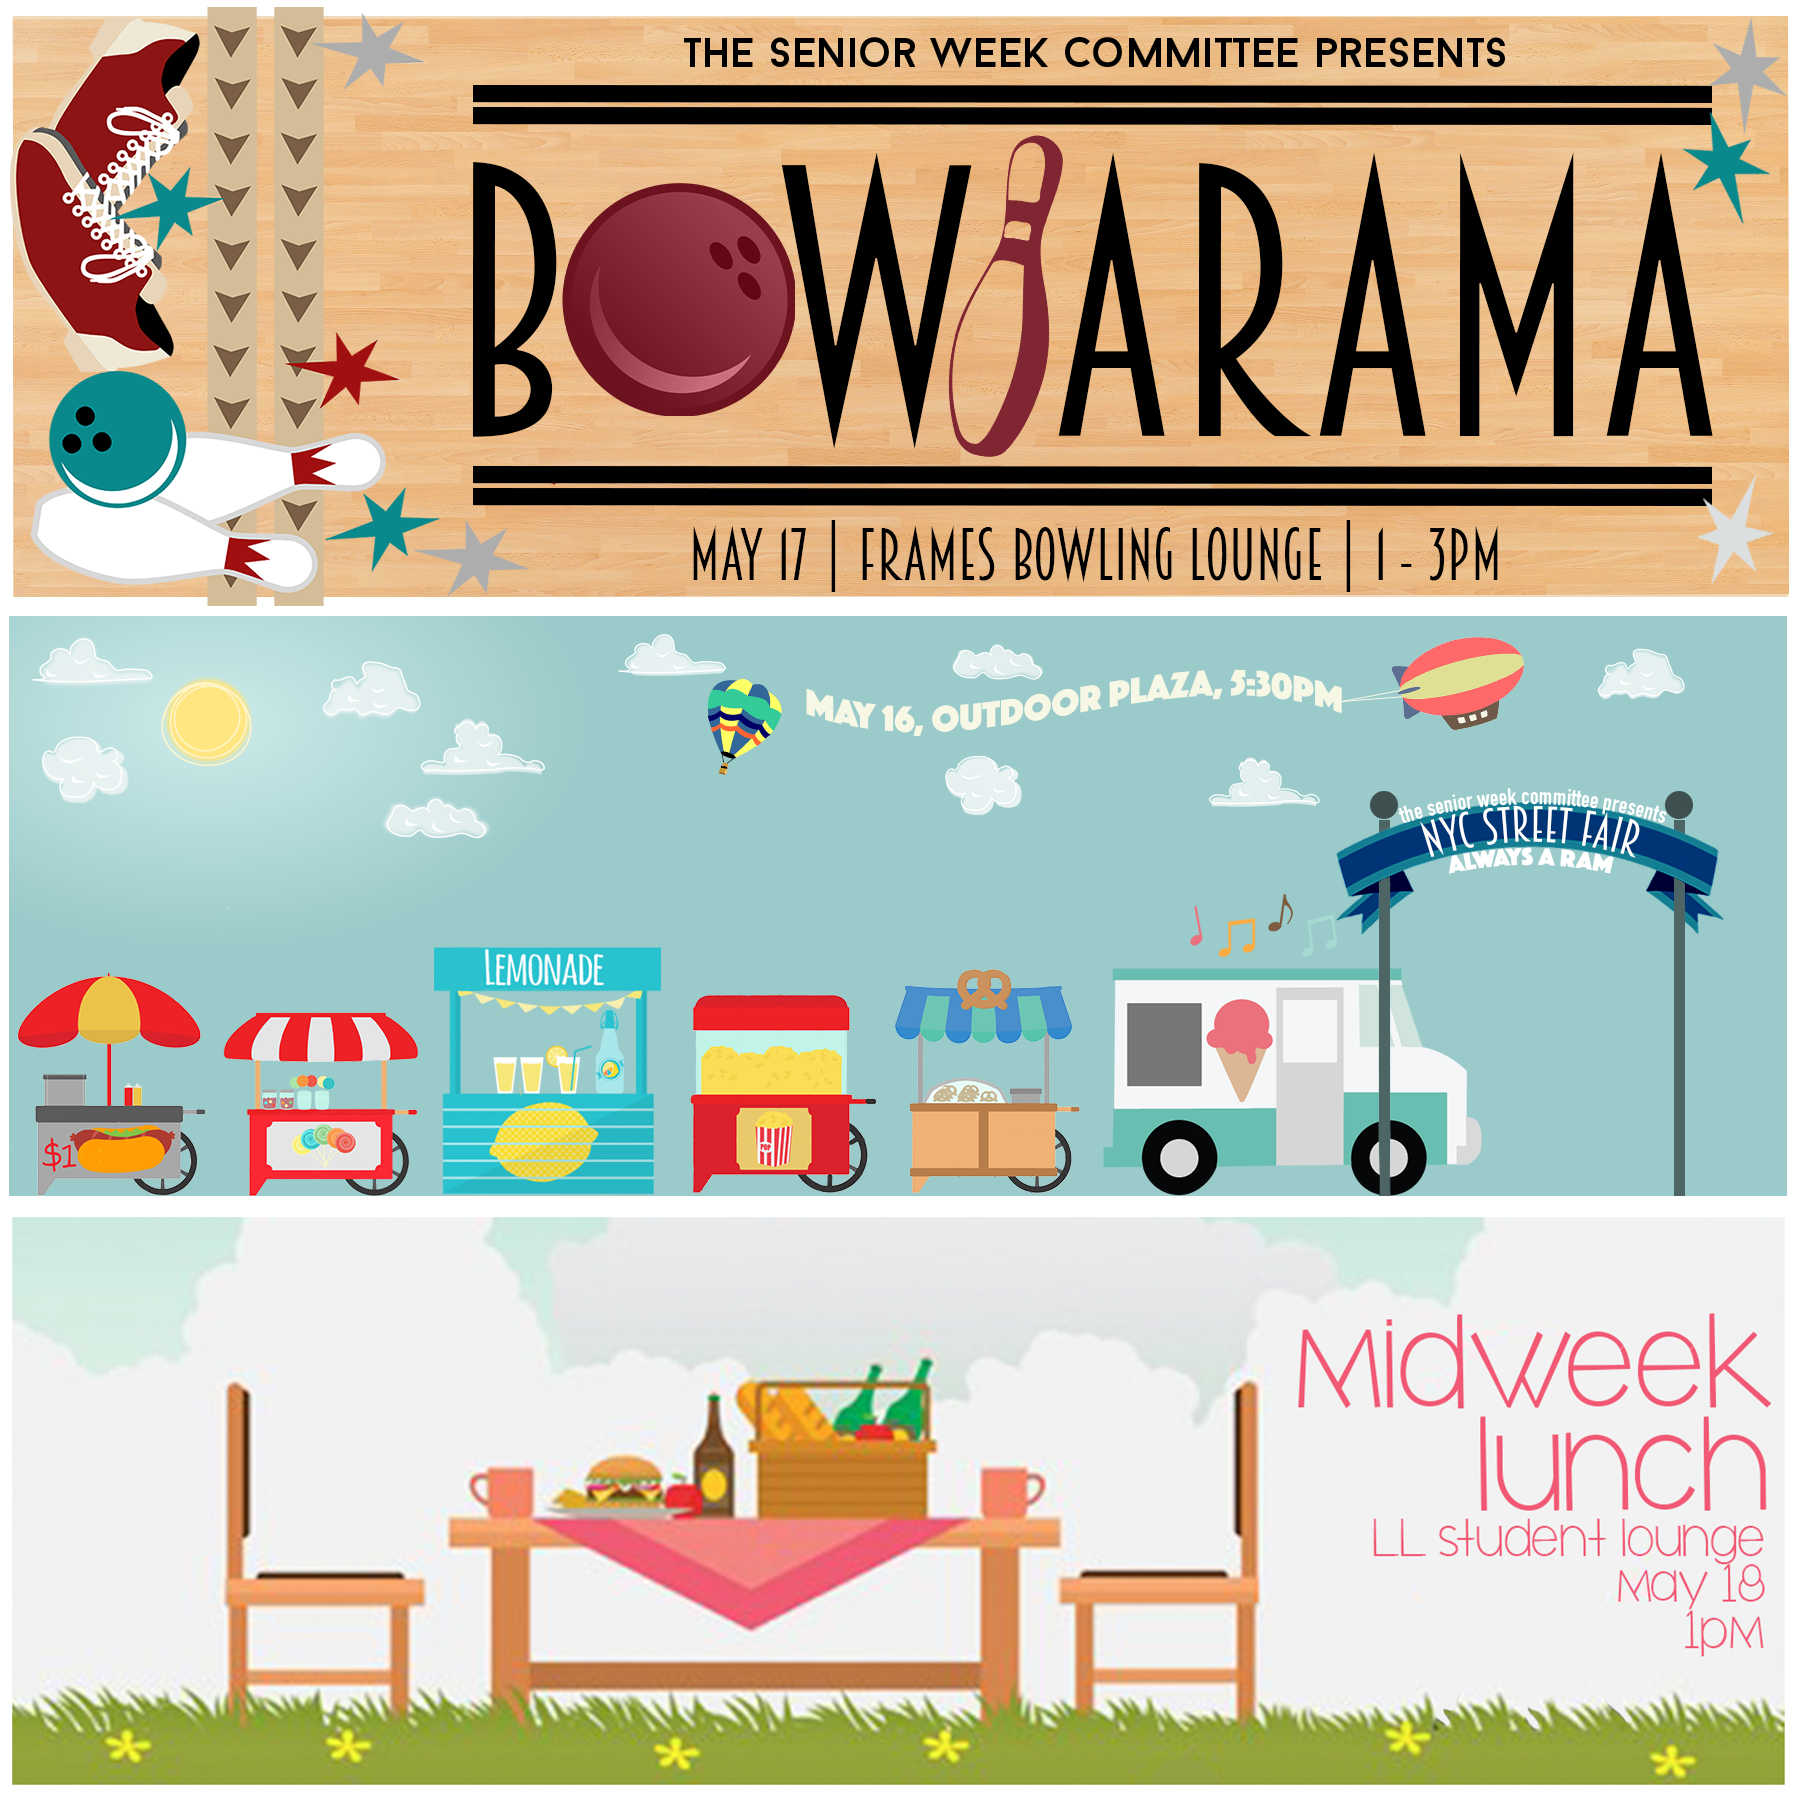 THE SENIOR WEEK COMMITTEE PRESENTS
BOWLARAMA
MAY 17 | FRAMES BOWLING LOUNGE | 1 - 3PM
MAY 16, OUTDOOR PLAZA, 5:30PM
the senior week committee presents
NYC STREET FAIR
ALWAYS A RAM
LEMONADE
$1
POP
Midweek
lunch
LL student lounge
May 18
1pM